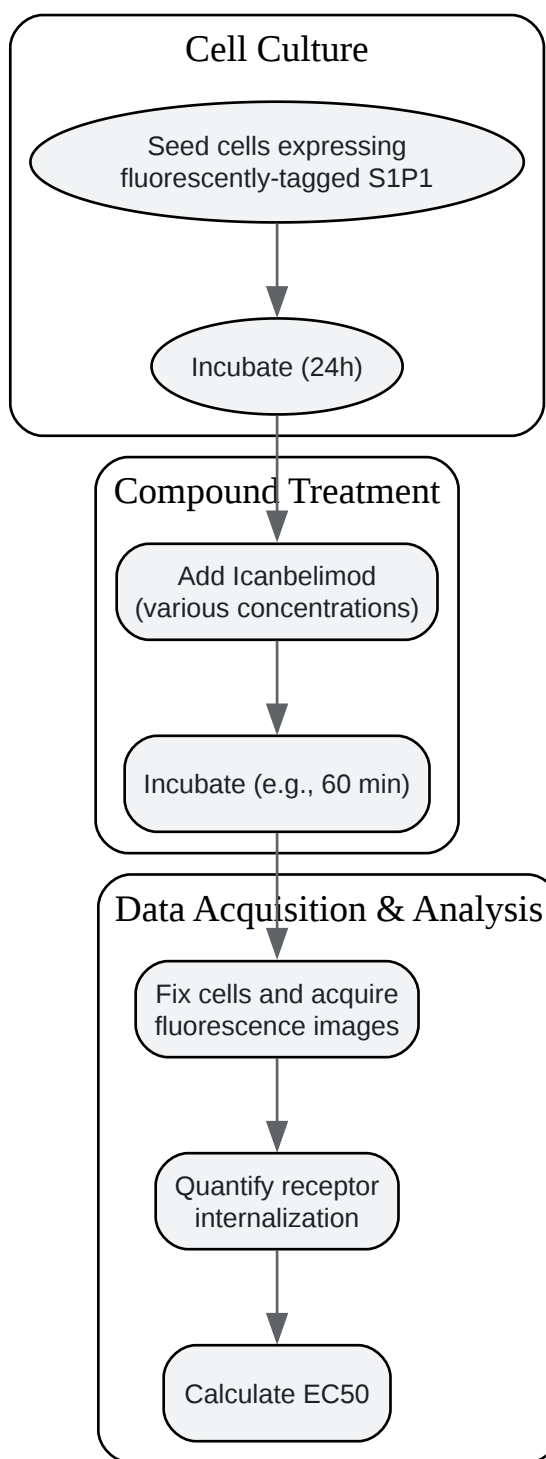 Cell Culture
Seed cells expressing
fluorescently-tagged S1P1
Incubate (24h)
Compound Treatment
Add Icanbelimod
(various concentrations)
Incubate (e.g., 60 min)
Data Acquisition & Analysis
Fix cells and acquire
fluorescence images
Quantify receptor
internalization
Calculate EC50